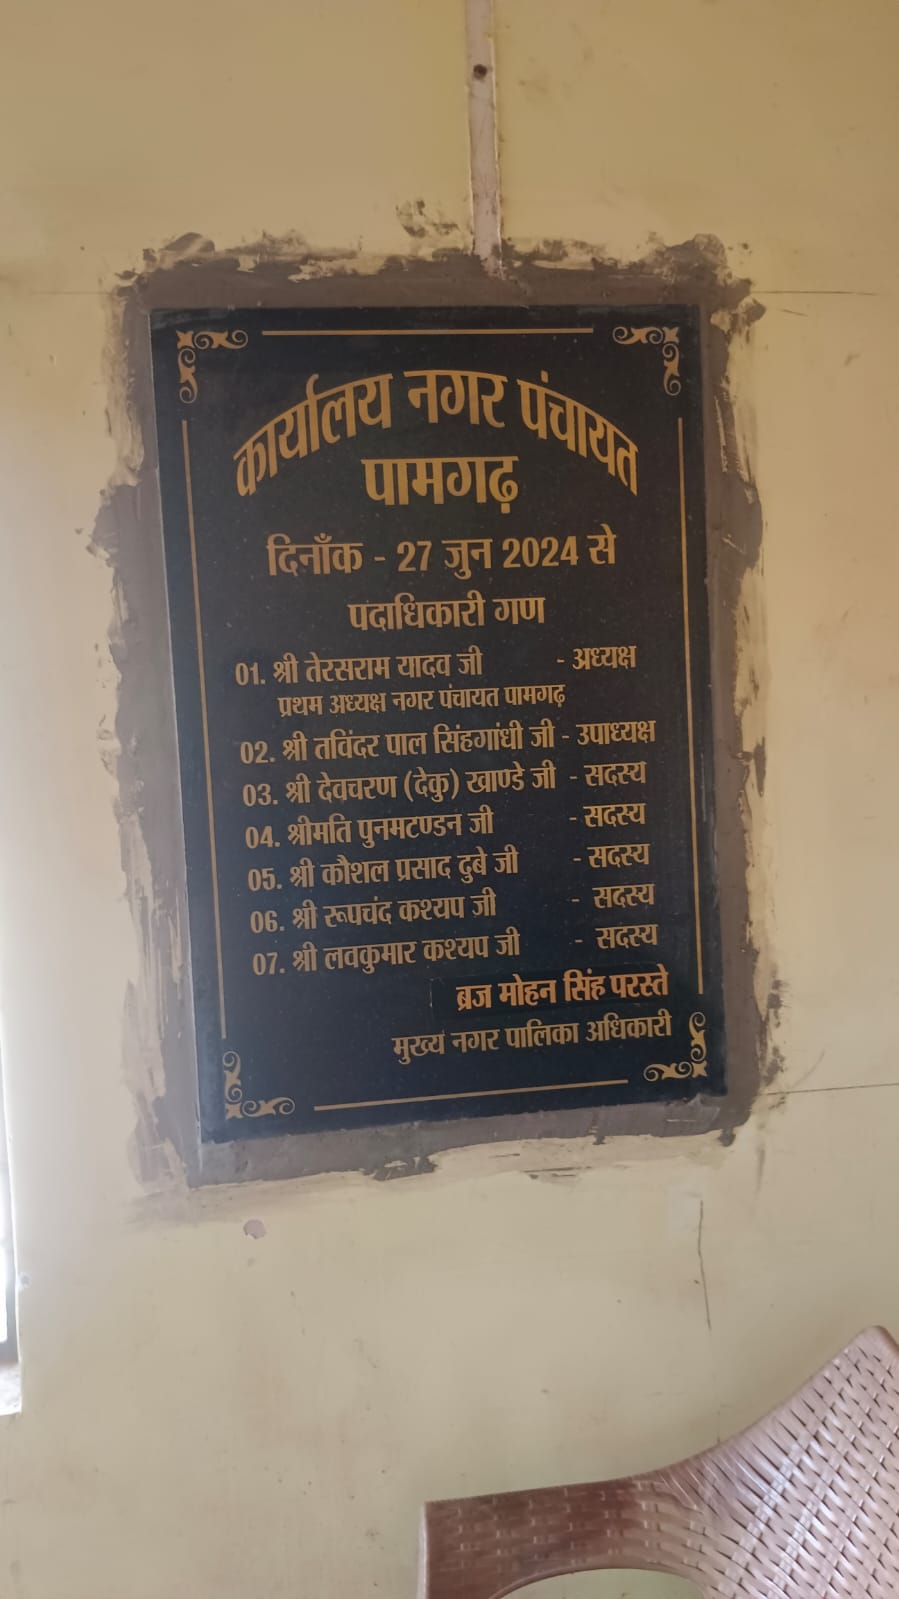 कार्यालय नगर पंचायत
पामगढ़
दिनाँक - 27 जुन 2024 से
पदाधिकारी गण
01. श्री तेरसराम यादव जी - अध्यक्ष
प्रथम अध्यक्ष नगर पंचायत पामगढ़
02. श्री तविंदर पाल सिंहगांधी जी - उपाध्यक्ष
03. श्री देवचरण (देकु) खाण्डे जी - सदस्य
04. श्रीमति पुनमटण्डन जी - सदस्य
05. श्री कौशल प्रसाद दुबे जी - सदस्य
06. श्री रूपचंद कश्यप जी - सदस्य
07. श्री लवकुमार कश्यप जी - सदस्य
ब्रज मोहन सिंह परस्ते
मुख्य नगर पालिका अधिकारी